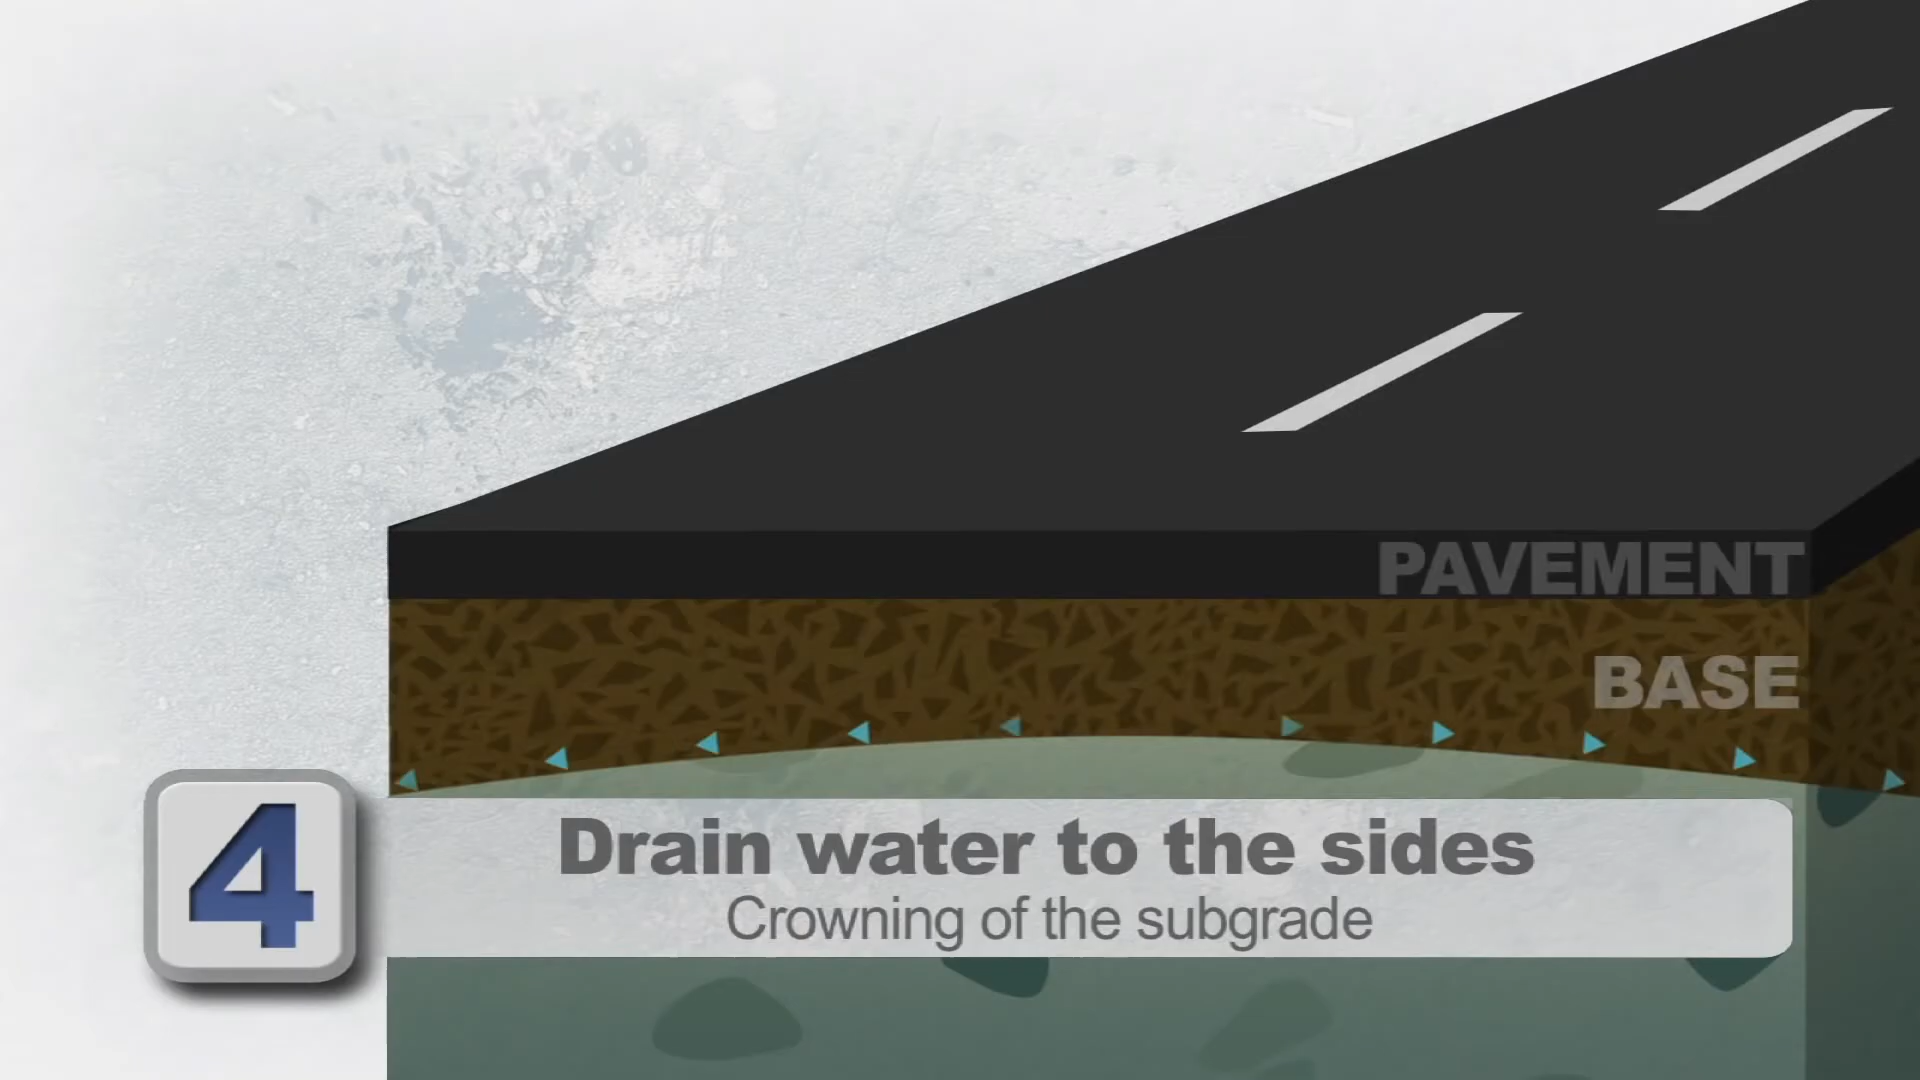 PAVEMENT
BASE
4
Drain water to the sides
Crowning of the subgrade